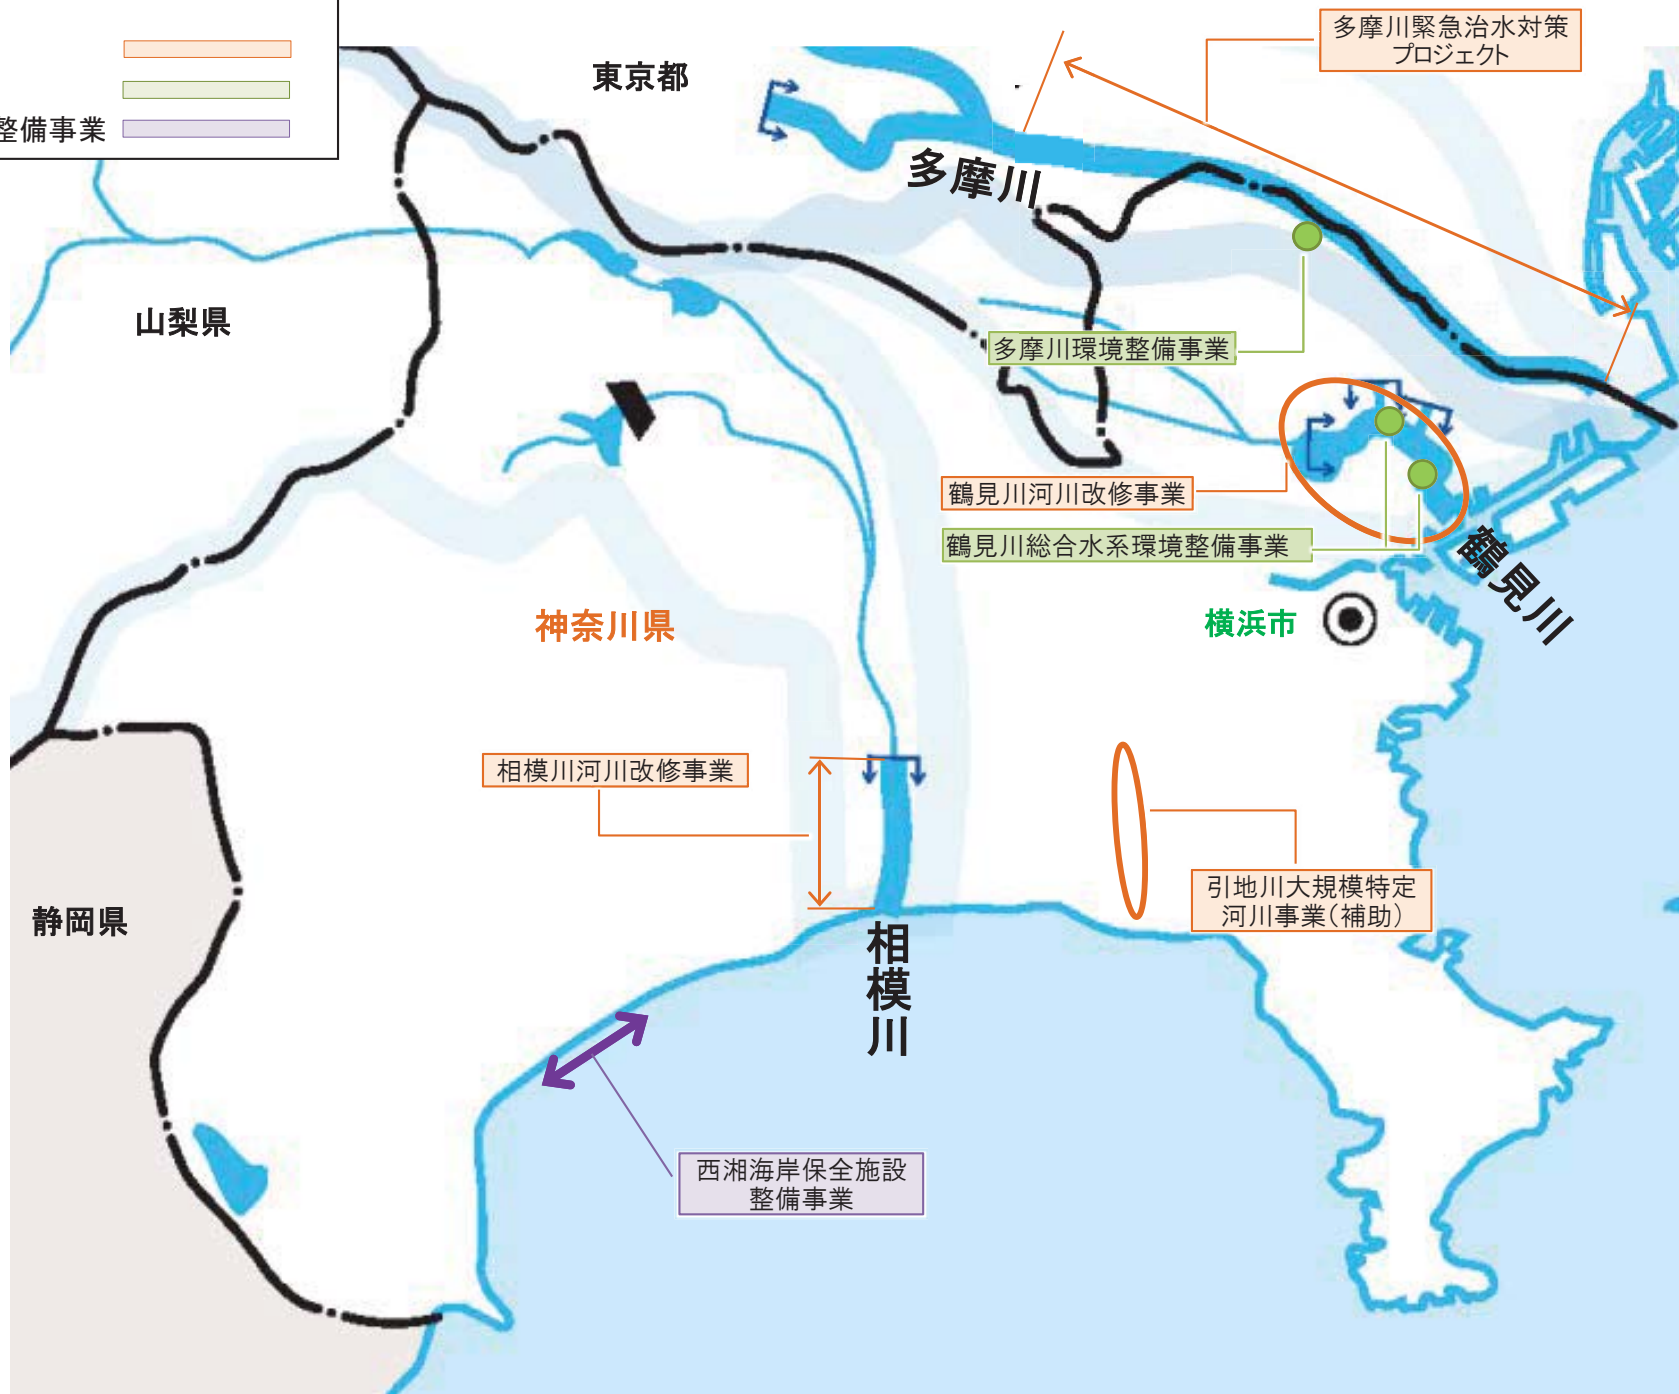 整備事業
多摩川緊急治水対策
プロジェクト
東京都
多摩川
山梨県
多摩川環境整備事業
鶴見川河川改修事業
鶴見川総合水系環境整備事業
鶴見川
神奈川県
横浜市
相模川河川改修事業
引地川大規模特定
河川事業（補助）
静岡県
相模川
西湘海岸保全施設
整備事業